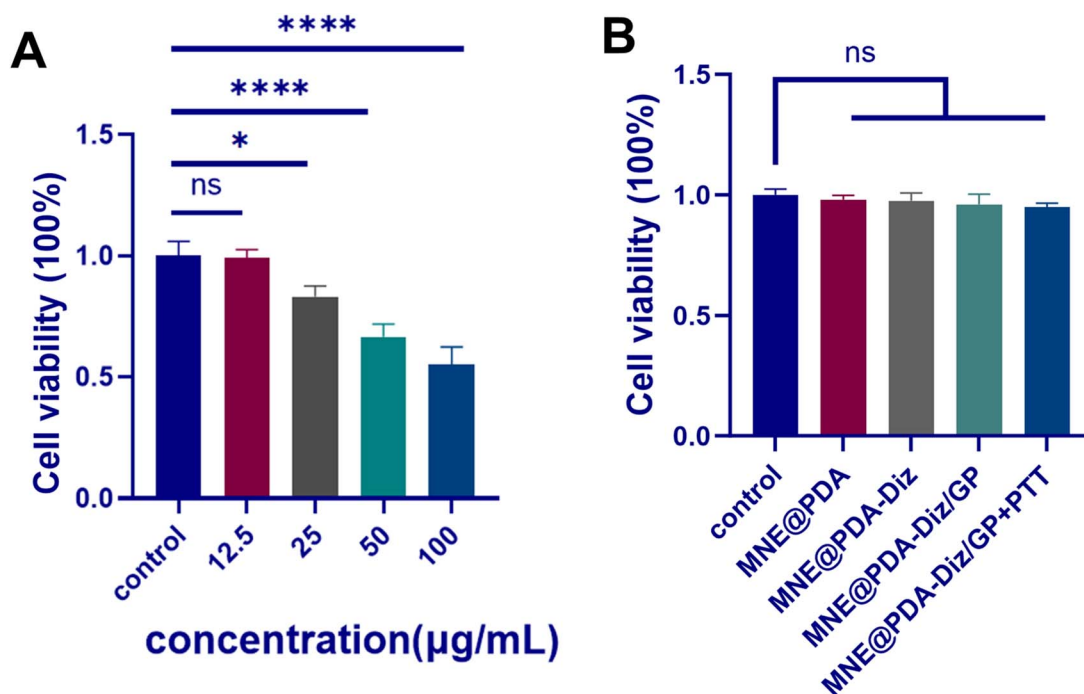 A
****
****
*
ns
Cell viability (100%)
1.5
1.0
0.5
0.0
control
12.5
25
50
100
concentration(μg/mL)
B
ns
Cell viability (100%)
1.5
1.0
0.5
0.0
control
MNE@PDA
MNE@PDA-Diz
MNE@PDA-Diz/GP
MNE@PDA-Diz/GP+PTT